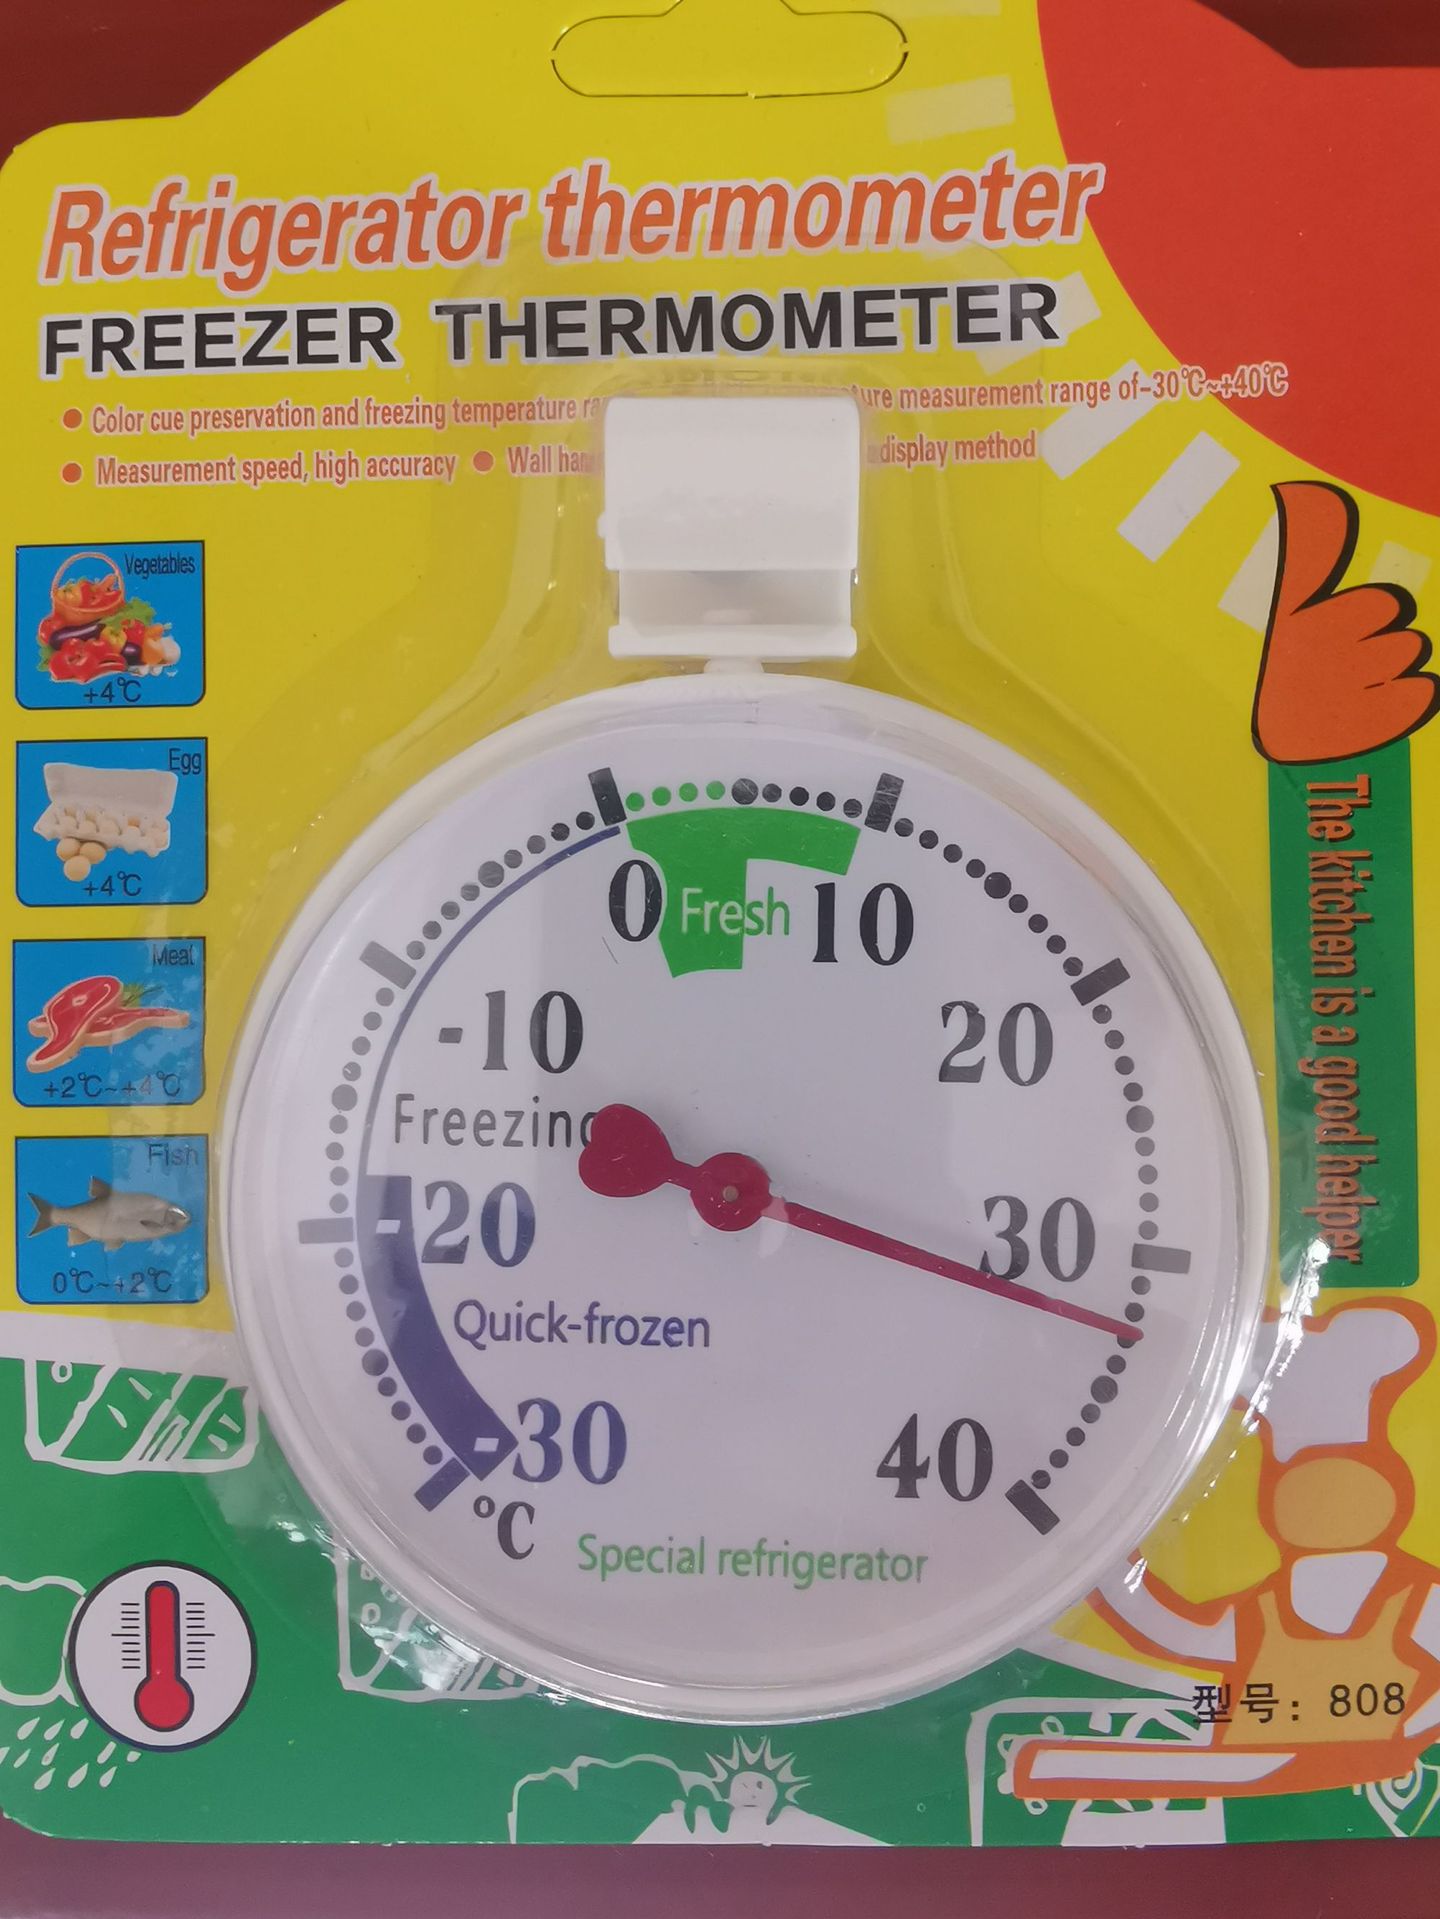 Refrigerator thermometer
FREEZER THERMOMETER
Color cue preservation and freezing temperature
measurement range of-30℃~+40℃
Measurement speed, high accuracy
Wall
display method
Vegetables
+4℃
Egg
+4℃
Meat
+2℃~+4℃
Fish
0℃~+2℃
The kitchen is a good helper
0
Fresh
10
-10
20
Freezing
-20
30
Quick-frozen
-30
40
℃
Special refrigerator
型号：808